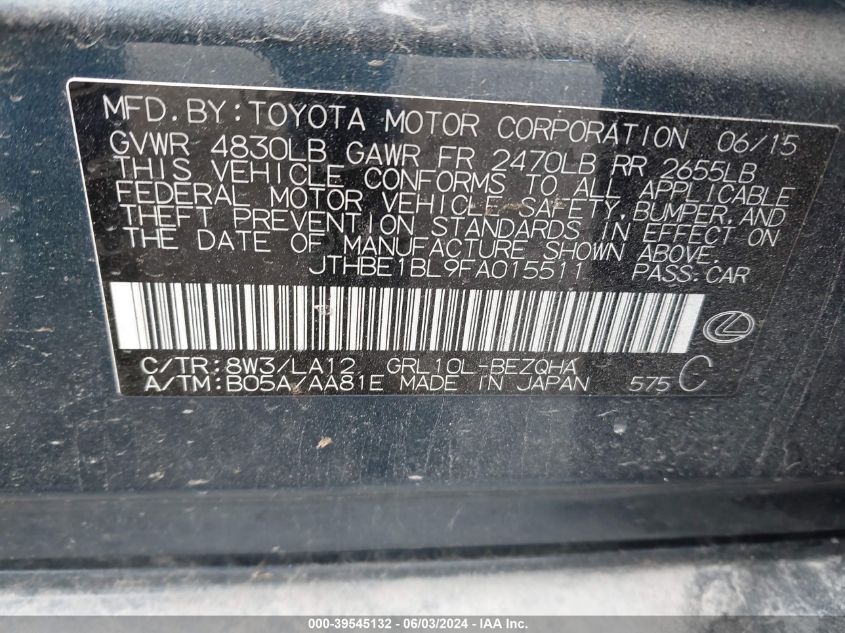 MFD. BY: TOYOTA MOTOR CORPORATION 06/15
GVWR 4830LB GAWR FR 2470LB RR 2655LB
THIS VEHICLE CONFORMS TO ALL APPLICABLE
FEDERAL MOTOR VEHICLE SAFETY, BUMPER, AND
THEFT PREVENTION STANDARDS IN EFFECT ON
THE DATE OF MANUFACTURE SHOWN ABOVE.
JTHBE1BL9FA015511 PASS. CAR
C/TR: 8W3/LA12 GRL10L-BEZQHA
A/TM: B05A/AA81E MADE IN JAPAN 575 C
000-39545132 - 06/03/2024 - IAA Inc.